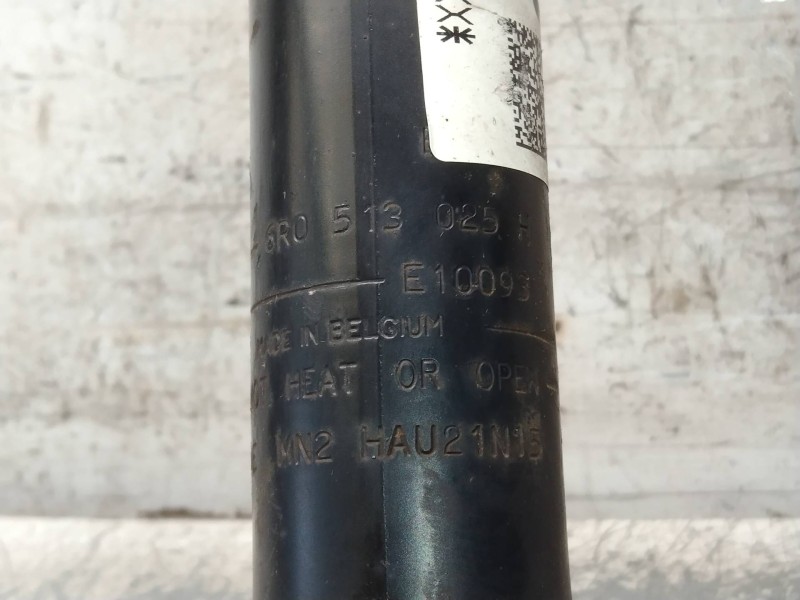 *X
6R0 513 025 H
E10093
MADE IN BELGIUM
HEAT OR OPEN
MN2 HAU21N15